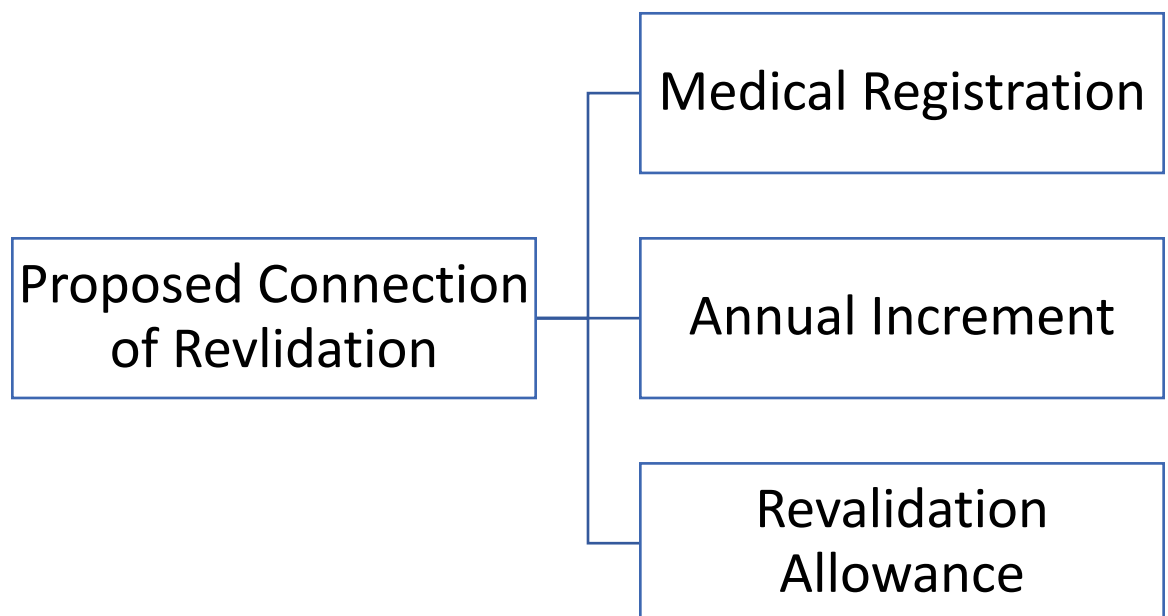 Medical Registration
Proposed Connection
of Revlidation
Annual Increment
Revalidation
Allowance